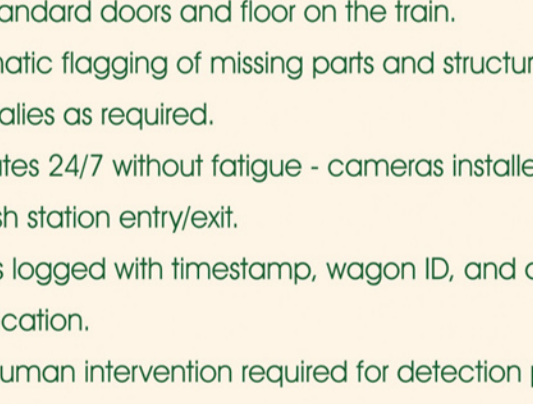 andard doors and floor on the train.
natic flagging of missing parts and structur
alies as required.
ates 24/7 without fatigue - cameras installe
sh station entry/exit.
s logged with timestamp, wagon ID, and
cation.
uman intervention required for detection